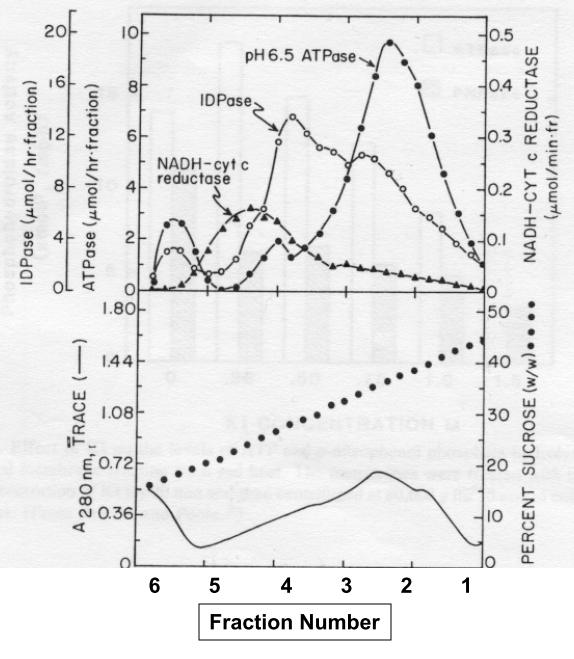 IDPase (μmol/hr·fraction)
20
16
12
8
4
0
ATPase (μmol/hr·fraction)
10
8
6
4
2
0
pH 6.5 ATPase
IDPase
NADH-cyt c
reductase
0.5
0.4
0.3
0.2
0.1
0
NADH-CYT c REDUCTASE
(μmol/min·fr)
A 280 nm, TRACE (—)
1.80
1.44
1.08
0.72
0.36
0
50
40
30
20
10
0
PERCENT SUCROSE (w/w)
6 5 4 3 2 1
Fraction Number